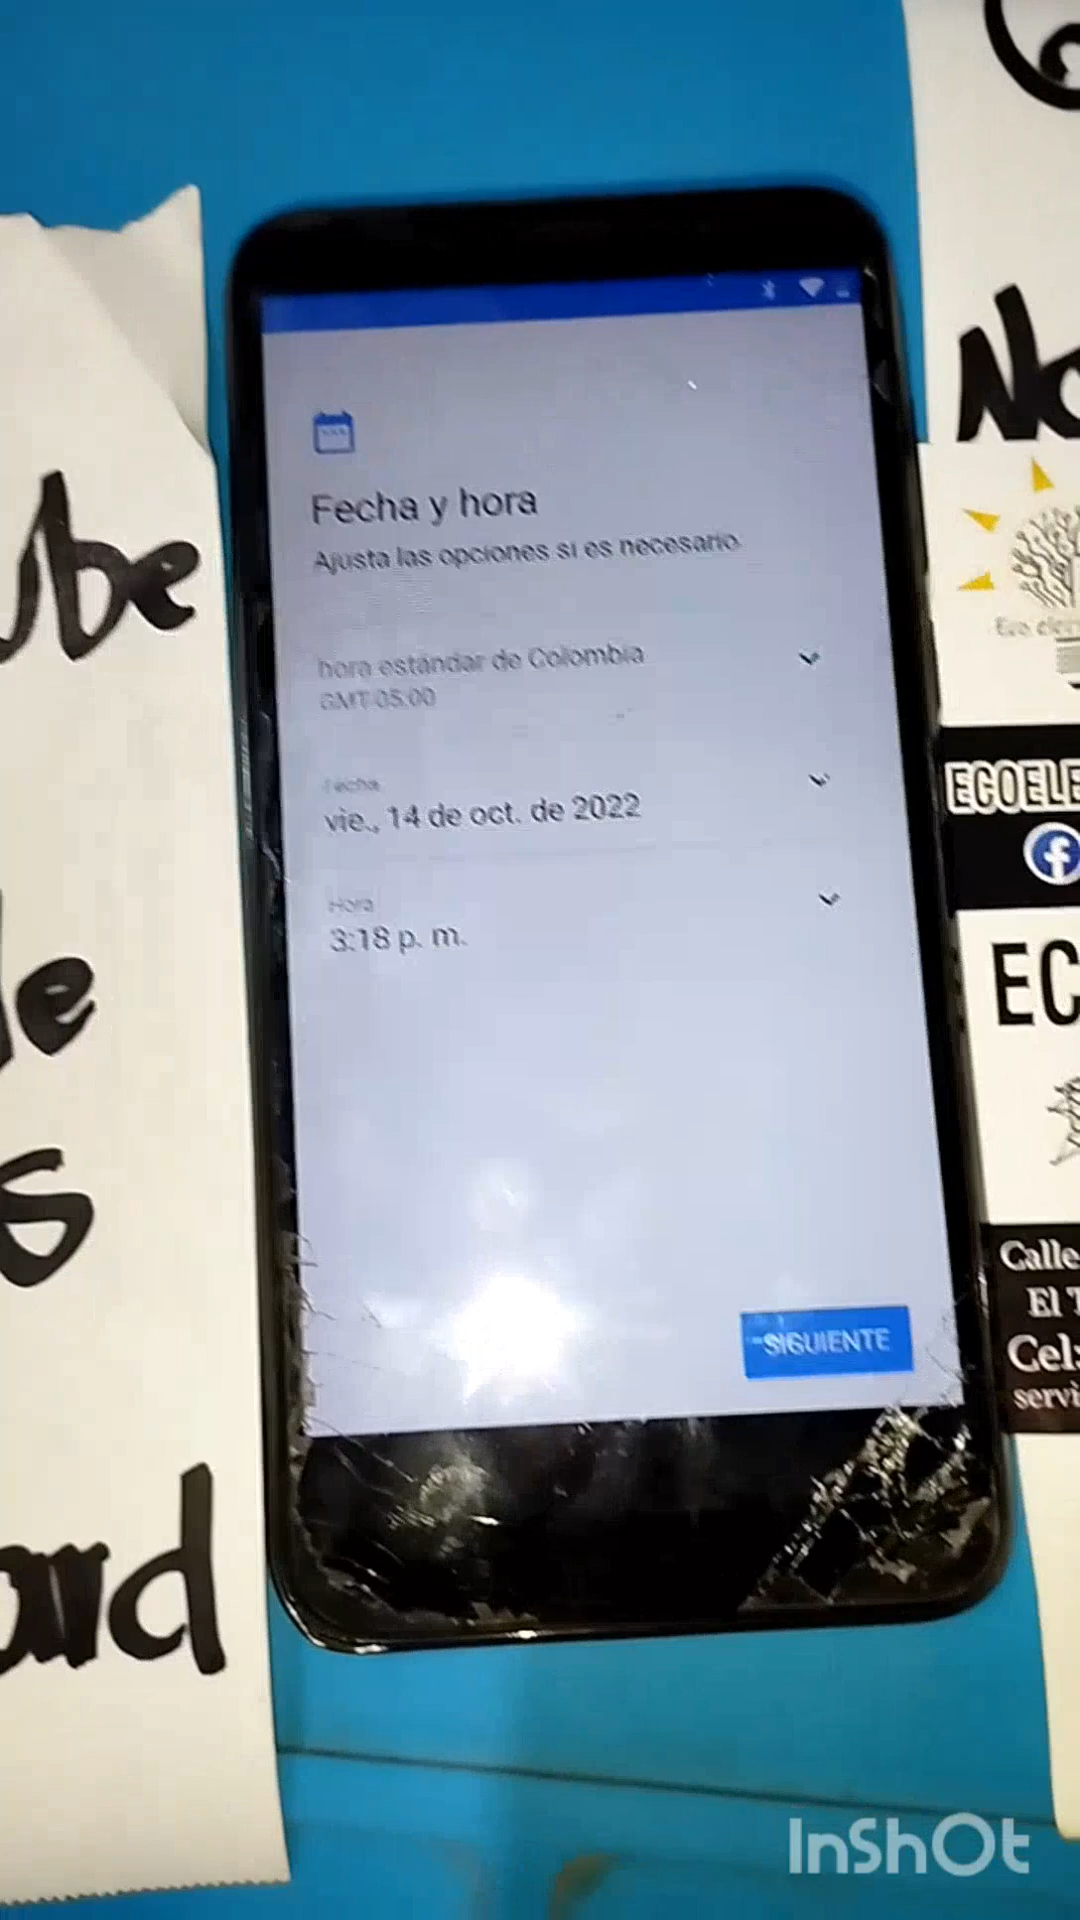 Fecha y hora
Ajusta las opciones si es necesario.
hora estándar de Colombia
GMT-05:00
Fecha
vie., 14 de oct. de 2022
Hora
3:18 p. m.
SIGUIENTE
ube
le
s
ard
No
ECOELE
EC
Calle
El T
Cel:
servi
InShOt